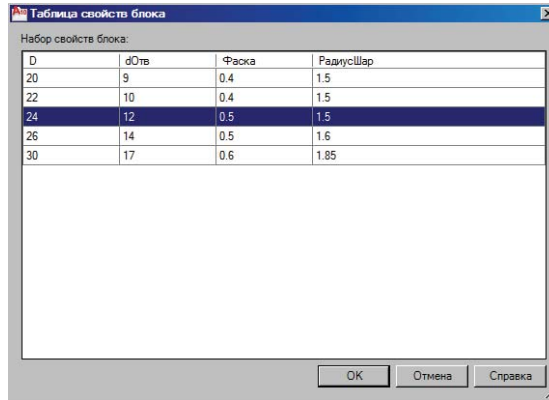 Таблица свойств блока
Набор свойств блока:
D dОтв Фаска РадиусШар
20 9 0.4 1.5
22 10 0.4 1.5
24 12 0.5 1.5
26 14 0.5 1.6
30 17 0.6 1.85
OK Отмена Справка